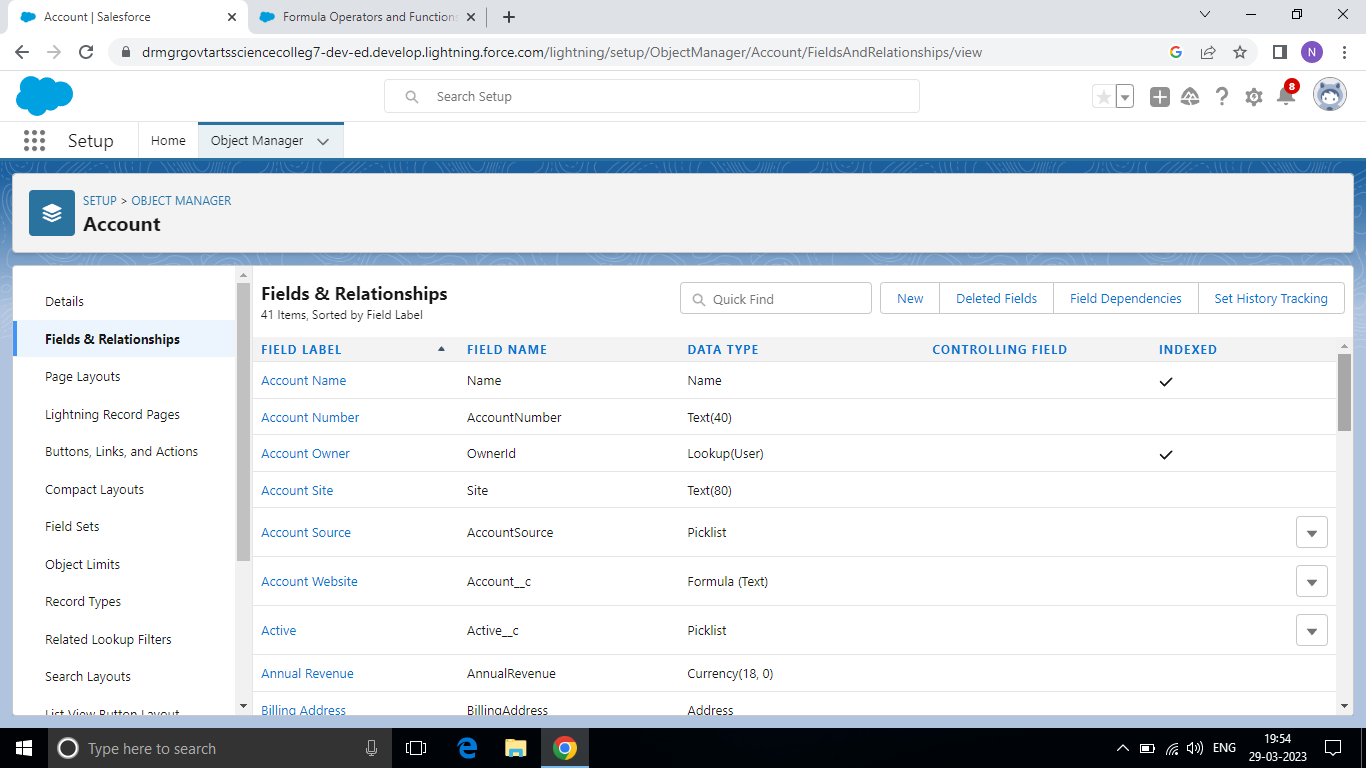 Account | Salesforce
Formula Operators and Functions
drmgrgovtartssciencecolleg7-dev-ed.develop.lightning.force.com/lightning/setup/ObjectManager/Account/FieldsAndRelationships/view
G
N
Search Setup
8
Setup
Home
Object Manager
SETUP > OBJECT MANAGER
Account
Details
Fields & Relationships
Page Layouts
Lightning Record Pages
Buttons, Links, and Actions
Compact Layouts
Field Sets
Object Limits
Record Types
Related Lookup Filters
Search Layouts
List View Button Layout
Fields & Relationships
41 Items, Sorted by Field Label
Quick Find
New
Deleted Fields
Field Dependencies
Set History Tracking
FIELD LABEL FIELD NAME DATA TYPE CONTROLLING FIELD INDEXED
Account Name Name Name
Account Number AccountNumber Text(40)
Account Owner OwnerId Lookup(User)
Account Site Site Text(80)
Account Source AccountSource Picklist
Account Website Account__c Formula (Text)
Active Active__c Picklist
Annual Revenue AnnualRevenue Currency(18, 0)
Billing Address BillingAddress Address
Type here to search
ENG
19:54
29-03-2023